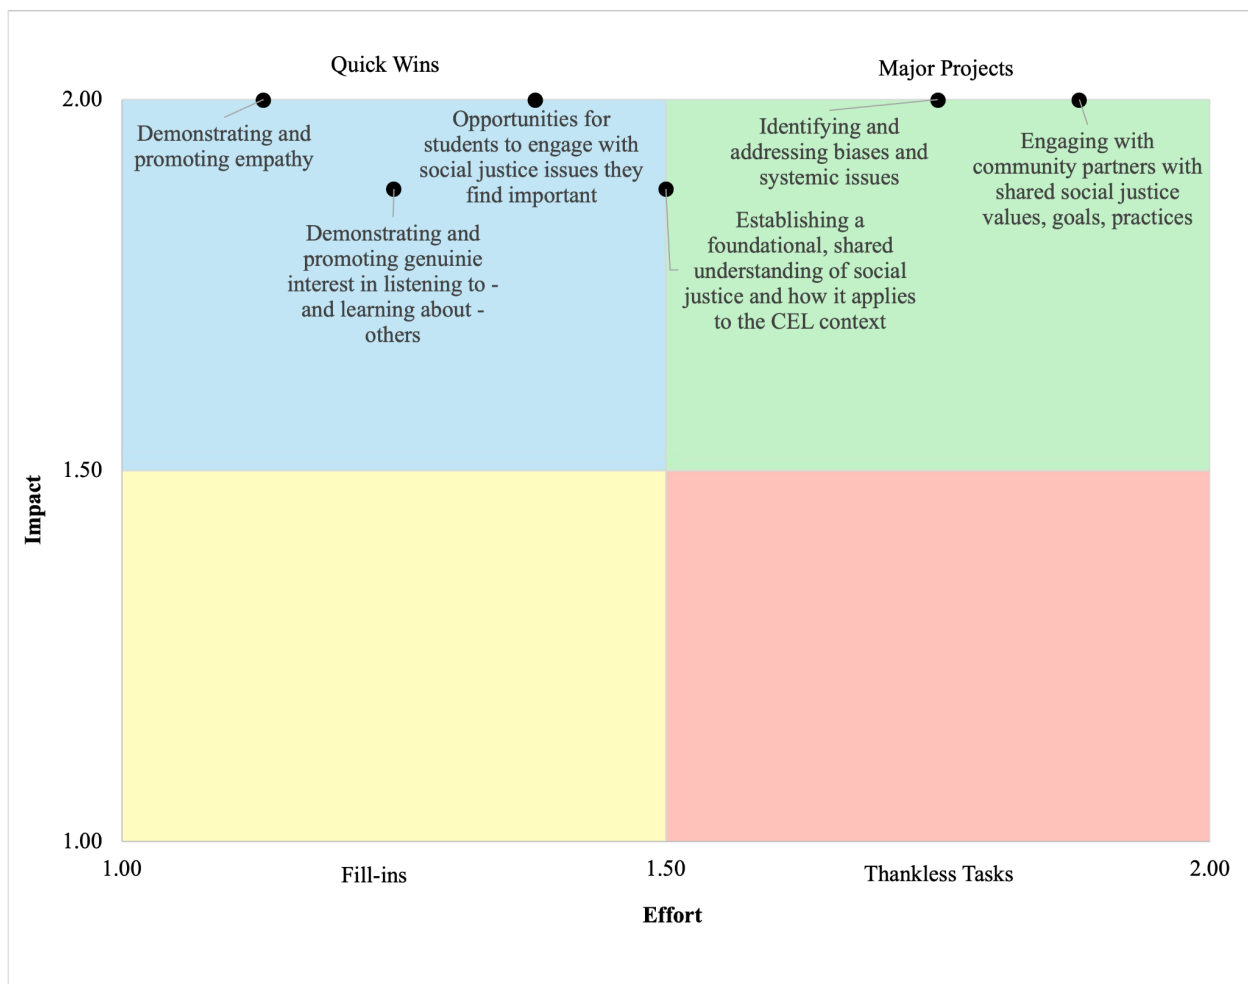 Quick Wins
Major Projects
2.00
Demonstrating and
promoting empathy
Opportunities for
students to engage with
social justice issues they
find important
Identifying and
addressing biases and
systemic issues
Engaging with
community partners with
shared social justice
values, goals, practices
Demonstrating and
promoting genuinie
interest in listening to -
and learning about -
others
Establishing a
foundational, shared
understanding of social
justice and how it applies
to the CEL context
1.50
Impact
1.00
1.00
Fill-ins
1.50
Thankless Tasks
2.00
Effort